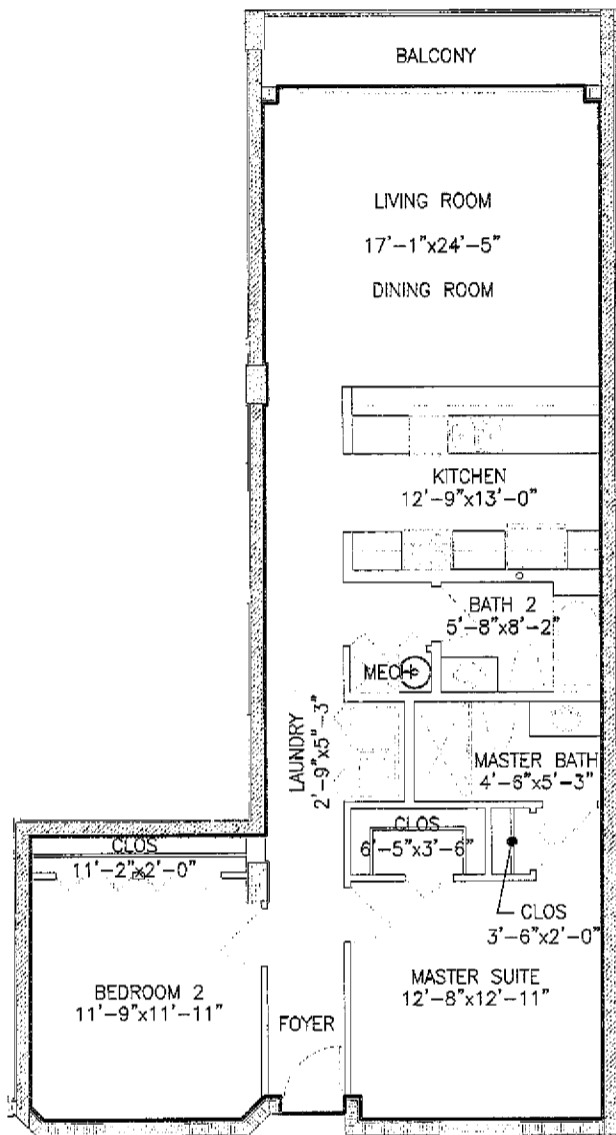 BALCONY
LIVING ROOM
17'-1"x24'-5"
DINING ROOM
KITCHEN
12'-9"x13'-0"
BATH 2
5'-8"x8'-2"
MECH
LAUNDRY
2'-9"x5'-3"
MASTER BATH
4'-6"x5'-3"
CLOS
6'-5"x3'-6"
CLOS
11'-2"x2'-0"
CLOS
3'-6"x2'-0"
BEDROOM 2
11'-9"x11'-11"
FOYER
MASTER SUITE
12'-8"x12'-11"